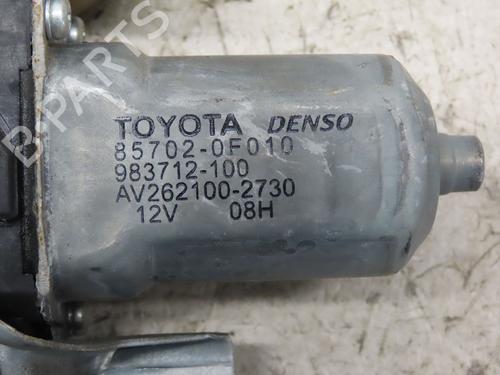 B-PARTS
TOYOTA DENSO
85702-0F010
983712-100
AV262100-2730
12V 08H